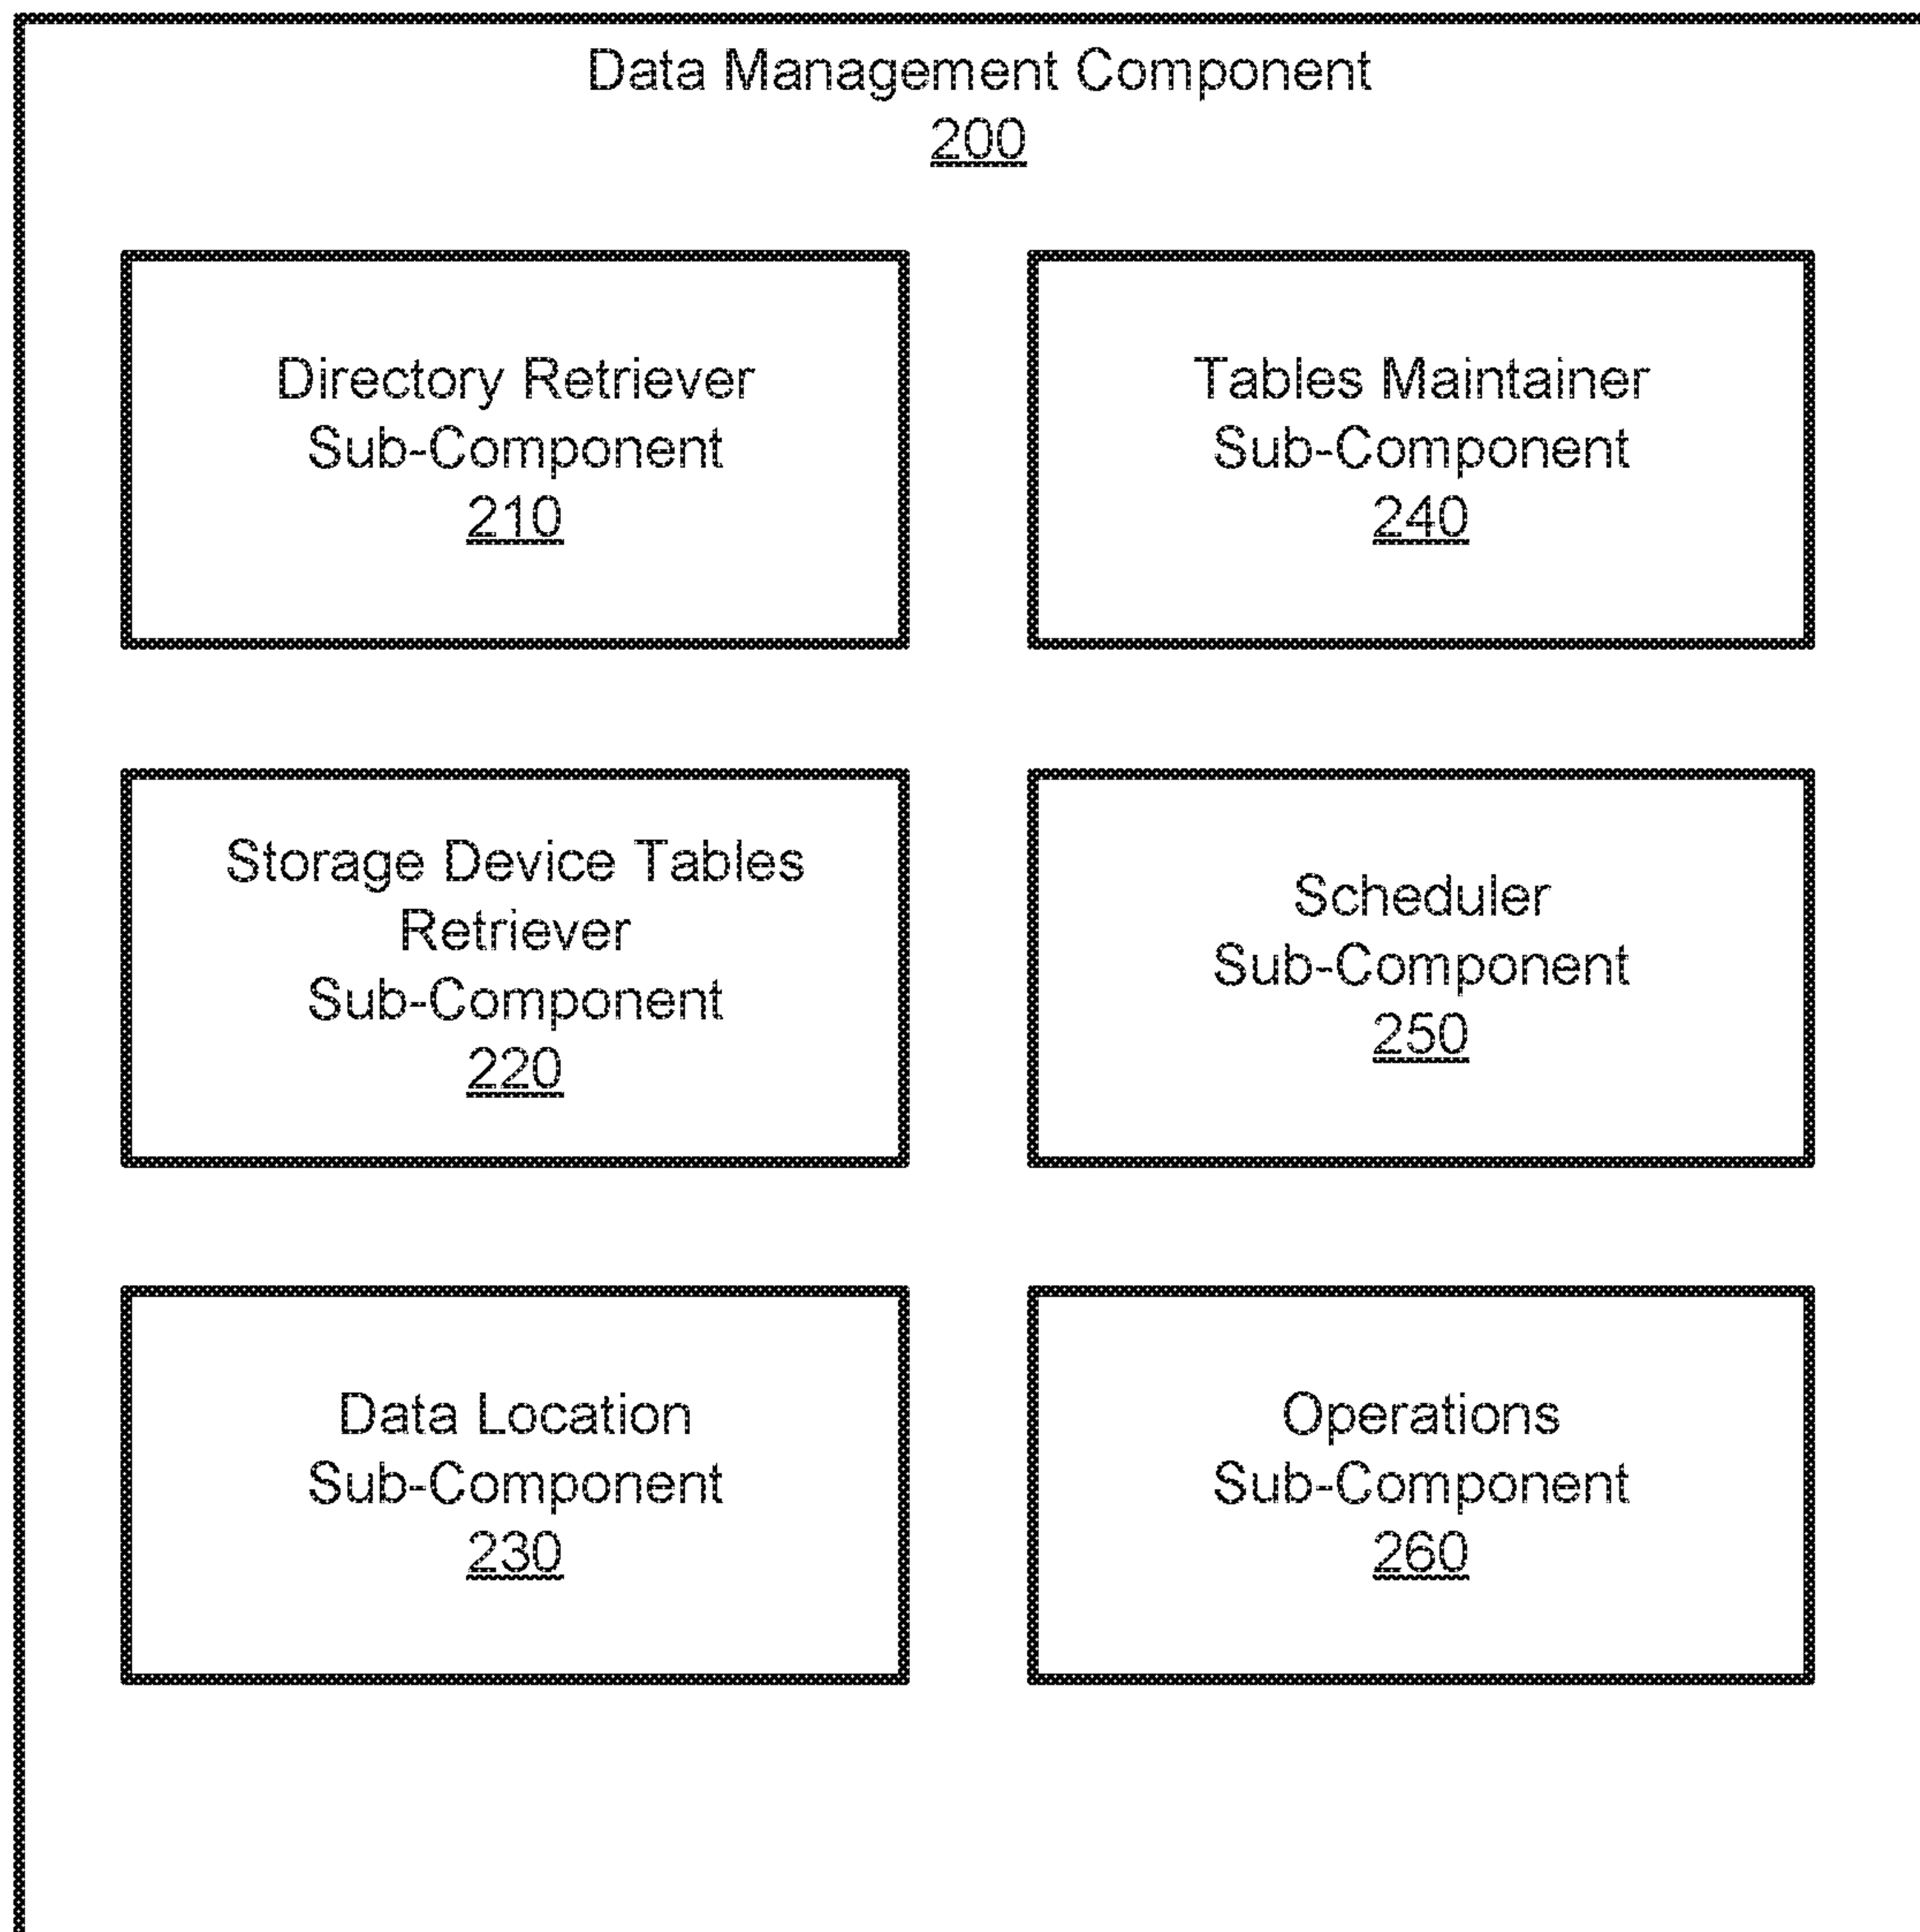 Data Management Component
200
Directory Retriever
Sub-Component
210
Tables Maintainer
Sub-Component
240
Storage Device Tables
Retriever
Sub-Component
220
Scheduler
Sub-Component
250
Data Location
Sub-Component
230
Operations
Sub-Component
260